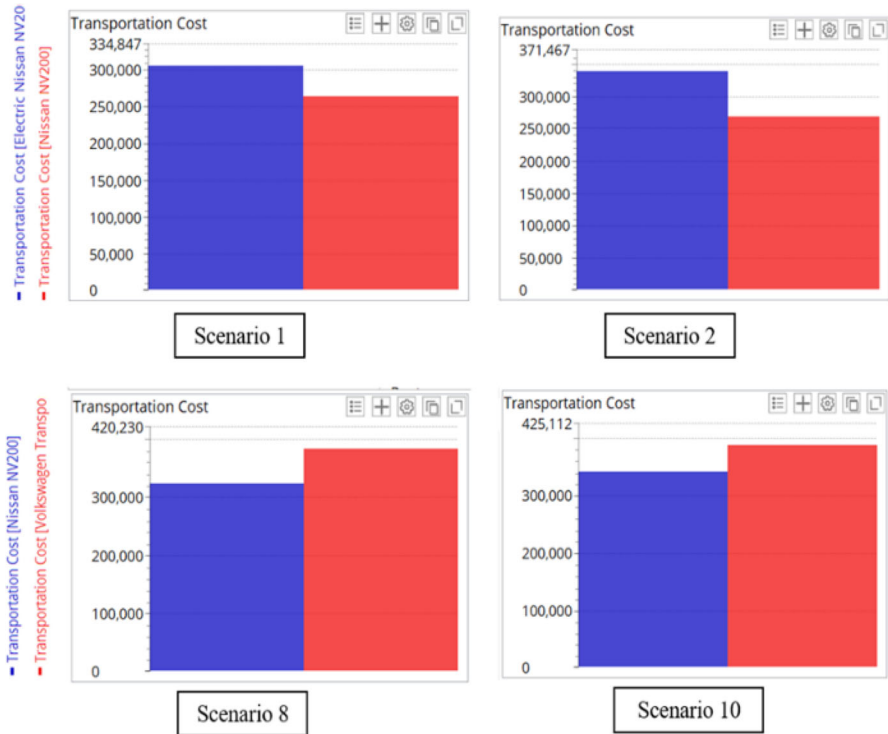 Transportation Cost
334,847
300,000
250,000
200,000
150,000
100,000
50,000
0
Transportation Cost [Electric Nissan NV20
Transportation Cost [Nissan NV200]
Scenario 1
Transportation Cost
371,467
300,000
250,000
200,000
150,000
100,000
50,000
0
Scenario 2
Transportation Cost
420,230
300,000
200,000
100,000
0
Transportation Cost [Nissan NV200]
Transportation Cost [Volkswagen Transpo
Scenario 8
Transportation Cost
425,112
300,000
200,000
100,000
0
Scenario 10